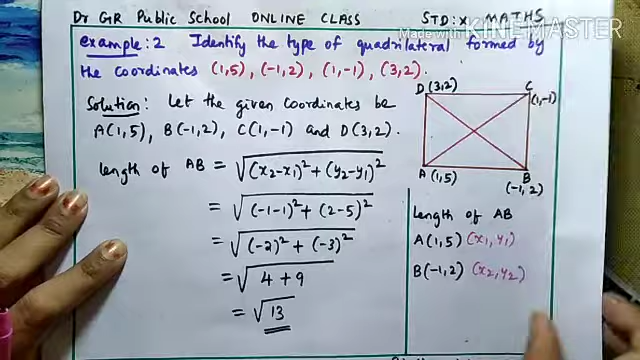 Dr GR Public School ONLINE CLASS STD: X MATHS
Made with KINEMASTER
example: 2 Identify the type of quadrilateral formed by
the coordinates (1,5), (-1,2), (1,-1), (3,2).
Solution: Let the given coordinates be
A(1,5), B(-1,2), C(1,-1) and D(3,2).
length of AB = √(x₂-x₁)² + (y₂-y₁)²
= √(-1-1)² + (2-5)²
= √(-2)² + (-3)²
= √4+9
= √13
D(3,2) C
(1,-1)
A(1,5) B
(-1,2)
length of AB
A(1,5) (x₁,y₁)
B(-1,2) (x₂,y₂)